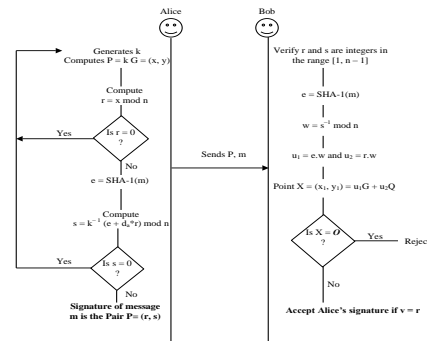 Alice
Bob
Generates k
Computes P = k G = (x, y)
Compute
r = x mod n
Is r = 0
?
Yes
No
e = SHA-1(m)
Compute
s = k⁻¹ (e + dₐ*r) mod n
Is s = 0
?
Yes
No
Signature of message
m is the Pair P= (r, s)
Sends P, m
Verify r and s are integers in
the range [1, n – 1]
e = SHA-1(m)
w = s⁻¹ mod n
u₁ = e.w and u₂ = r.w
Point X = (x₁, y₁) = u₁G + u₂Q
Is X = O
?
Yes
Rejec
No
Accept Alice's signature if v = r